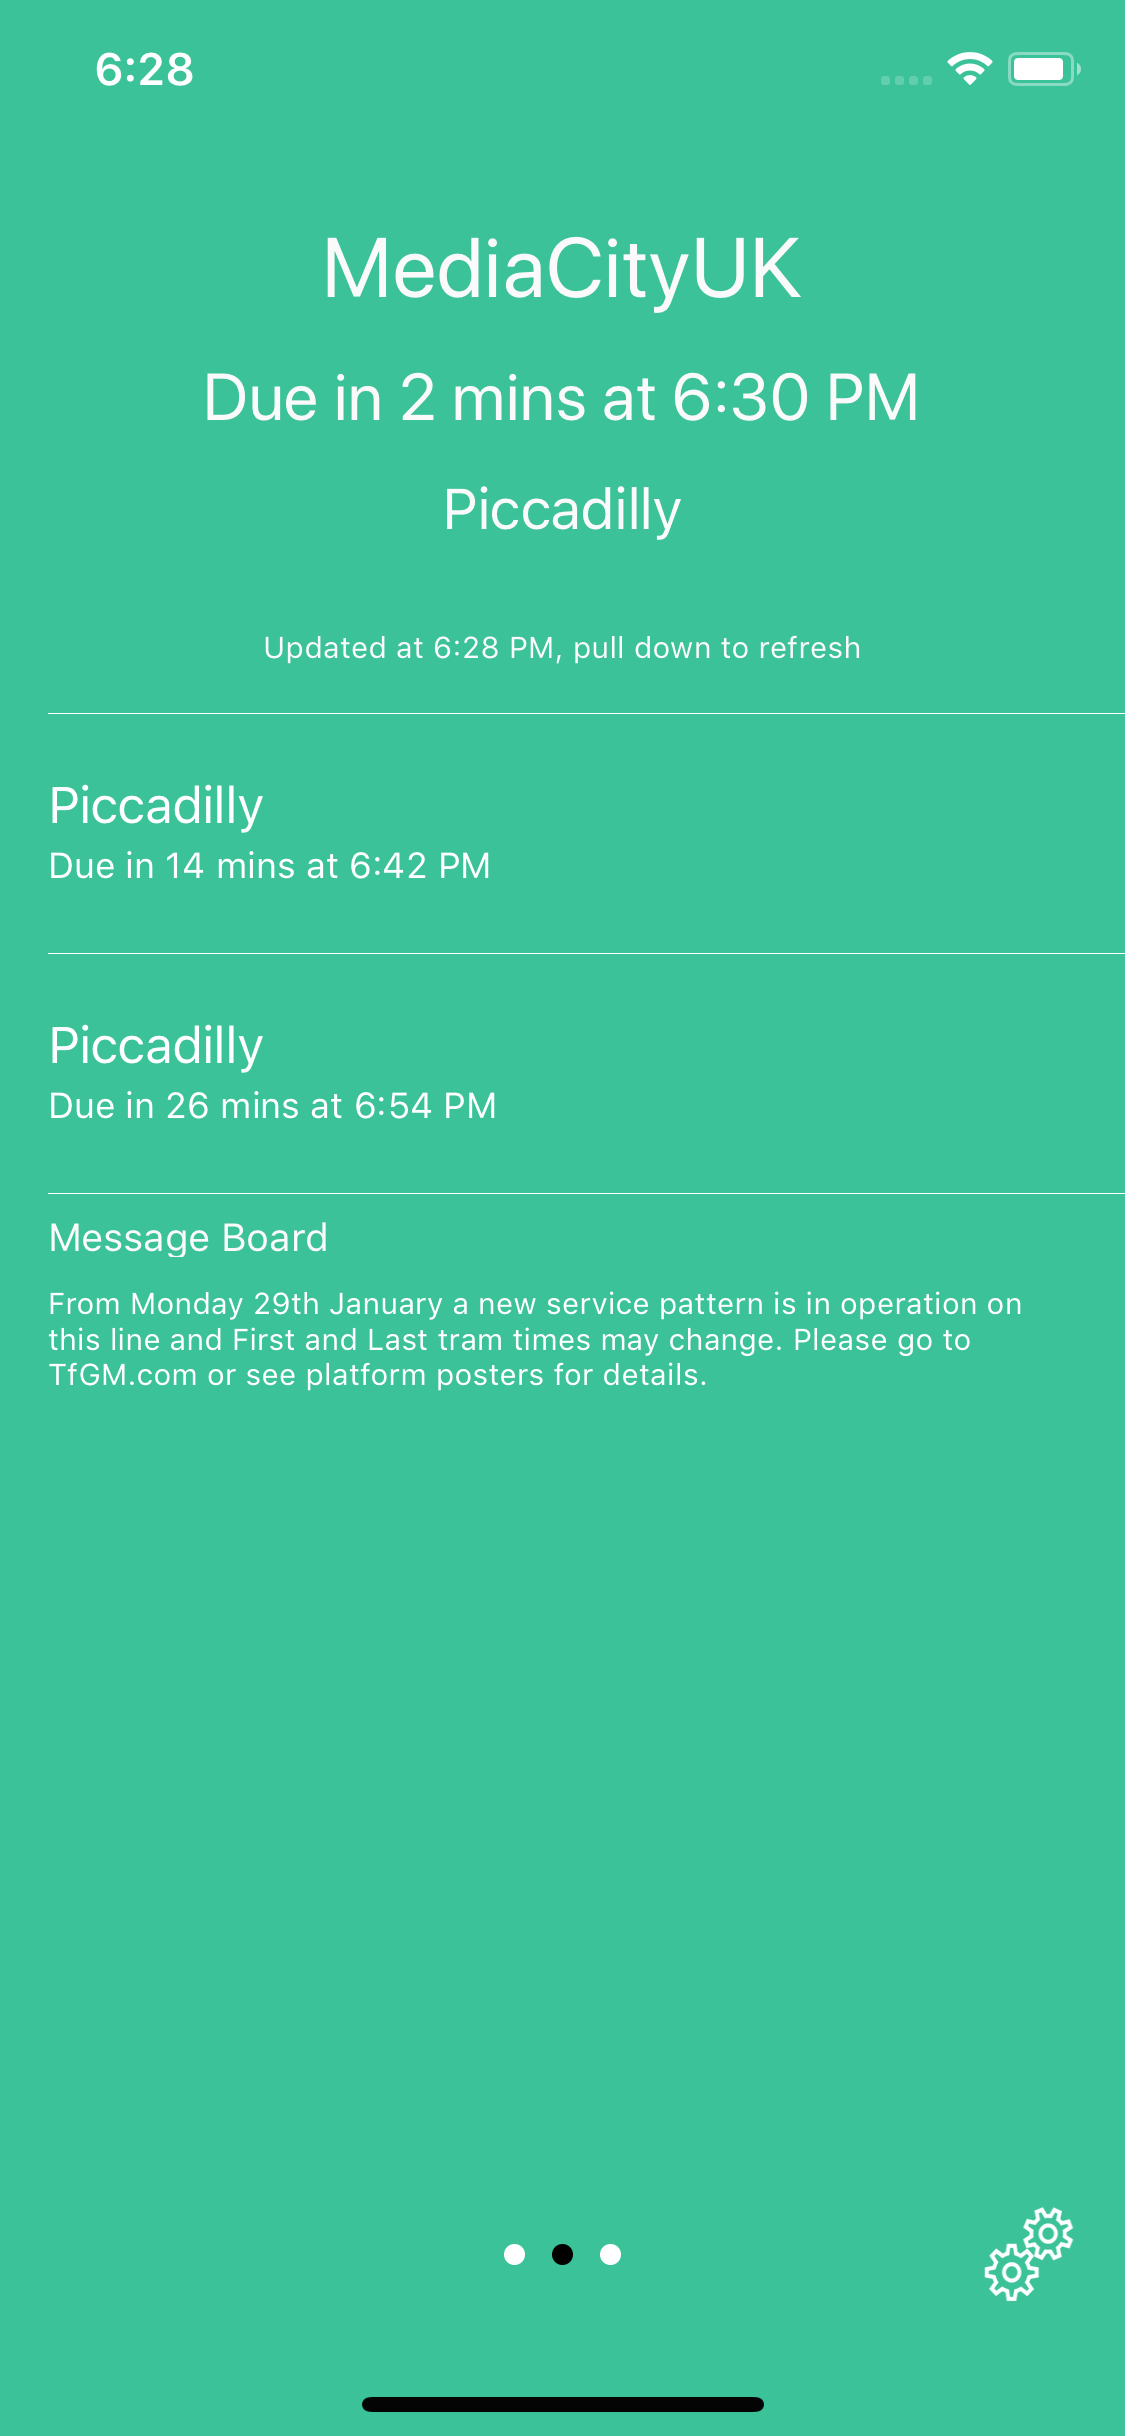 6:28
MediaCityUK
Due in 2 mins at 6:30 PM
Piccadilly
Updated at 6:28 PM, pull down to refresh
Piccadilly
Due in 14 mins at 6:42 PM
Piccadilly
Due in 26 mins at 6:54 PM
Message Board
From Monday 29th January a new service pattern is in operation on
this line and First and Last tram times may change. Please go to
TfGM.com or see platform posters for details.